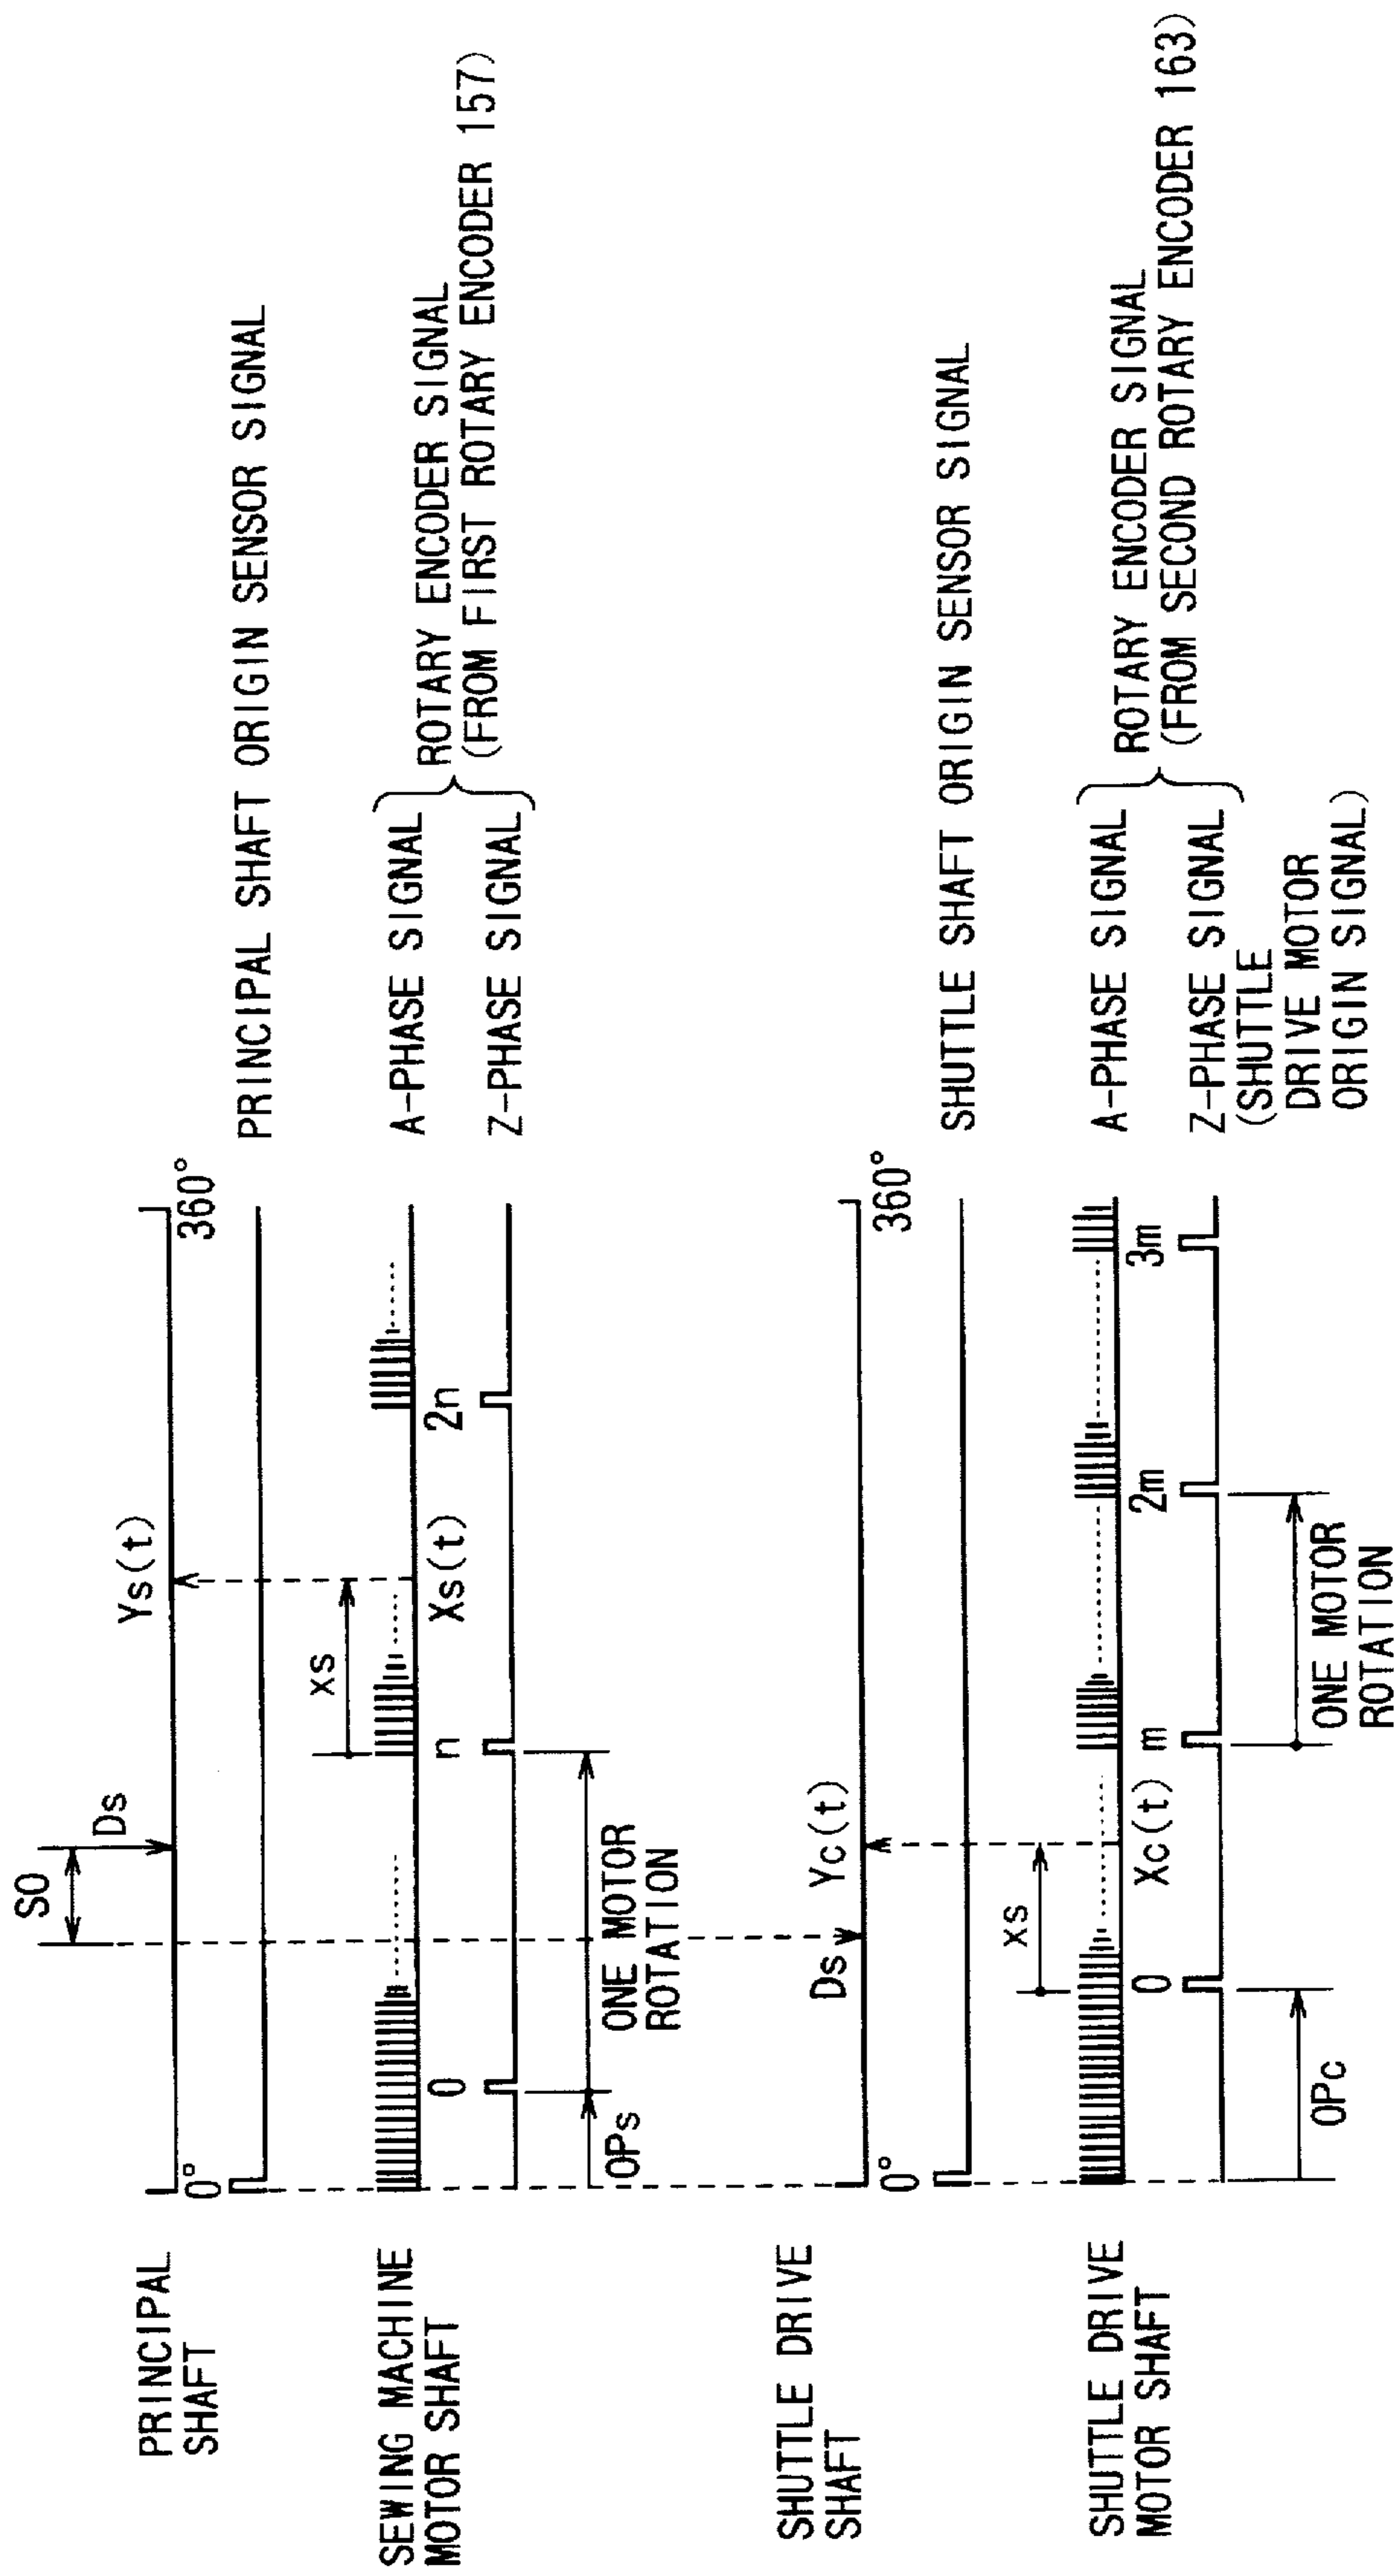 SO
Ds
Ys(t)
PRINCIPAL
SHAFT
0°
360°
PRINCIPAL SHAFT ORIGIN SENSOR SIGNAL
xs
SEWING MACHINE
MOTOR SHAFT
A-PHASE SIGNAL
0
n
Xs(t)
2n
Z-PHASE SIGNAL
ROTARY ENCODER SIGNAL
(FROM FIRST ROTARY ENCODER 157)
OPs
ONE MOTOR
ROTATION
Ds
Yc(t)
SHUTTLE DRIVE
SHAFT
0°
360°
SHUTTLE SHAFT ORIGIN SENSOR SIGNAL
xs
SHUTTLE DRIVE
MOTOR SHAFT
A-PHASE SIGNAL
0
Xc(t)
m
2m
3m
Z-PHASE SIGNAL
(SHUTTLE
DRIVE MOTOR
ORIGIN SIGNAL)
ROTARY ENCODER SIGNAL
(FROM SECOND ROTARY ENCODER 163)
OPc
ONE MOTOR
ROTATION